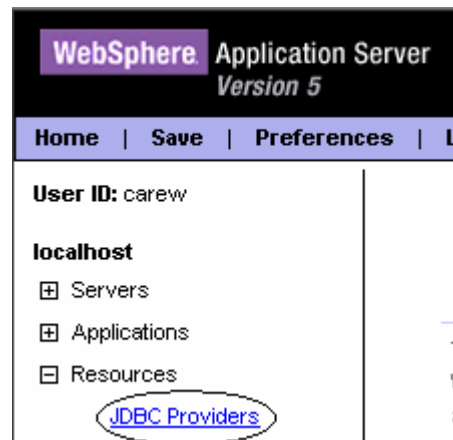 WebSphere. Application Server
Version 5
Home | Save | Preferences |
User ID: carew
localhost
Servers
Applications
Resources
JDBC Providers